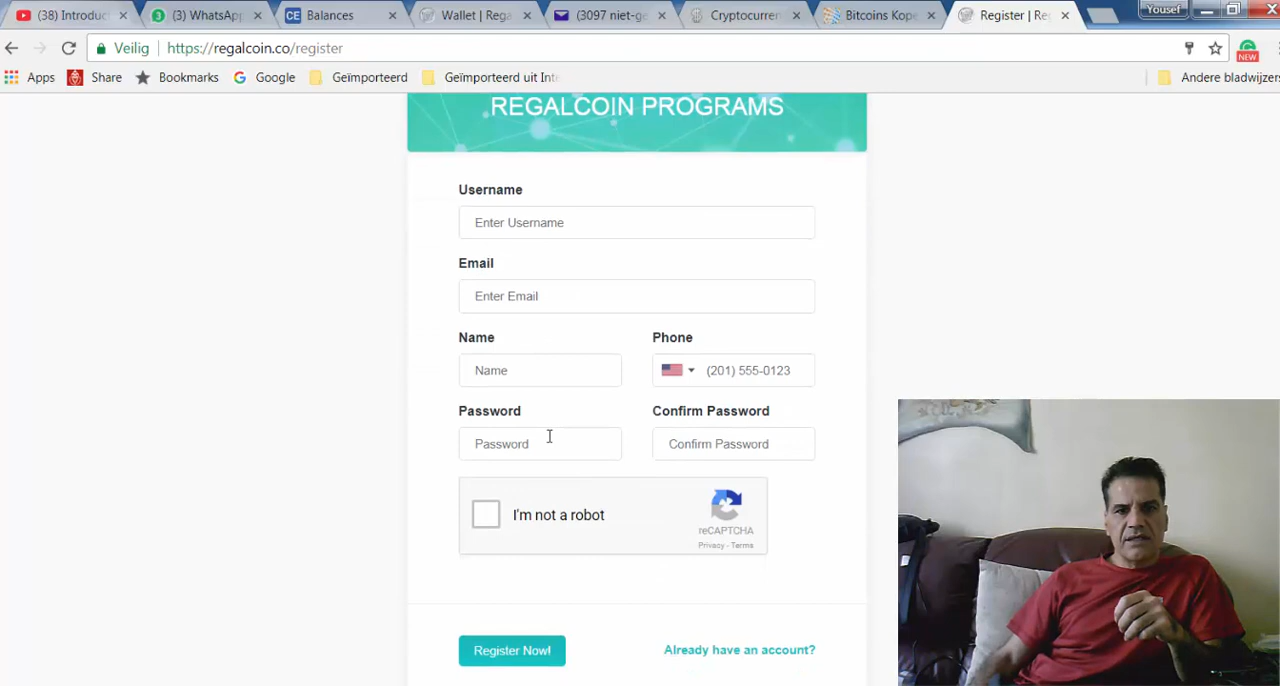 (38) Introduc
(3) WhatsApp
CE Balances
Wallet | Rega
(3097 niet-ge
Cryptocurren
Bitcoins Kope
Register | Re
Yousef
Veilig https://regalcoin.co/register
NEW
Apps Share Bookmarks Google Geïmporteerd Geïmporteerd uit Inte Andere bladwijzers
REGALCOIN PROGRAMS
Username
Enter Username
Email
Enter Email
Name Phone
Name (201) 555-0123
Password Confirm Password
Password Confirm Password
I'm not a robot
reCAPTCHA
Privacy - Terms
Register Now! Already have an account?